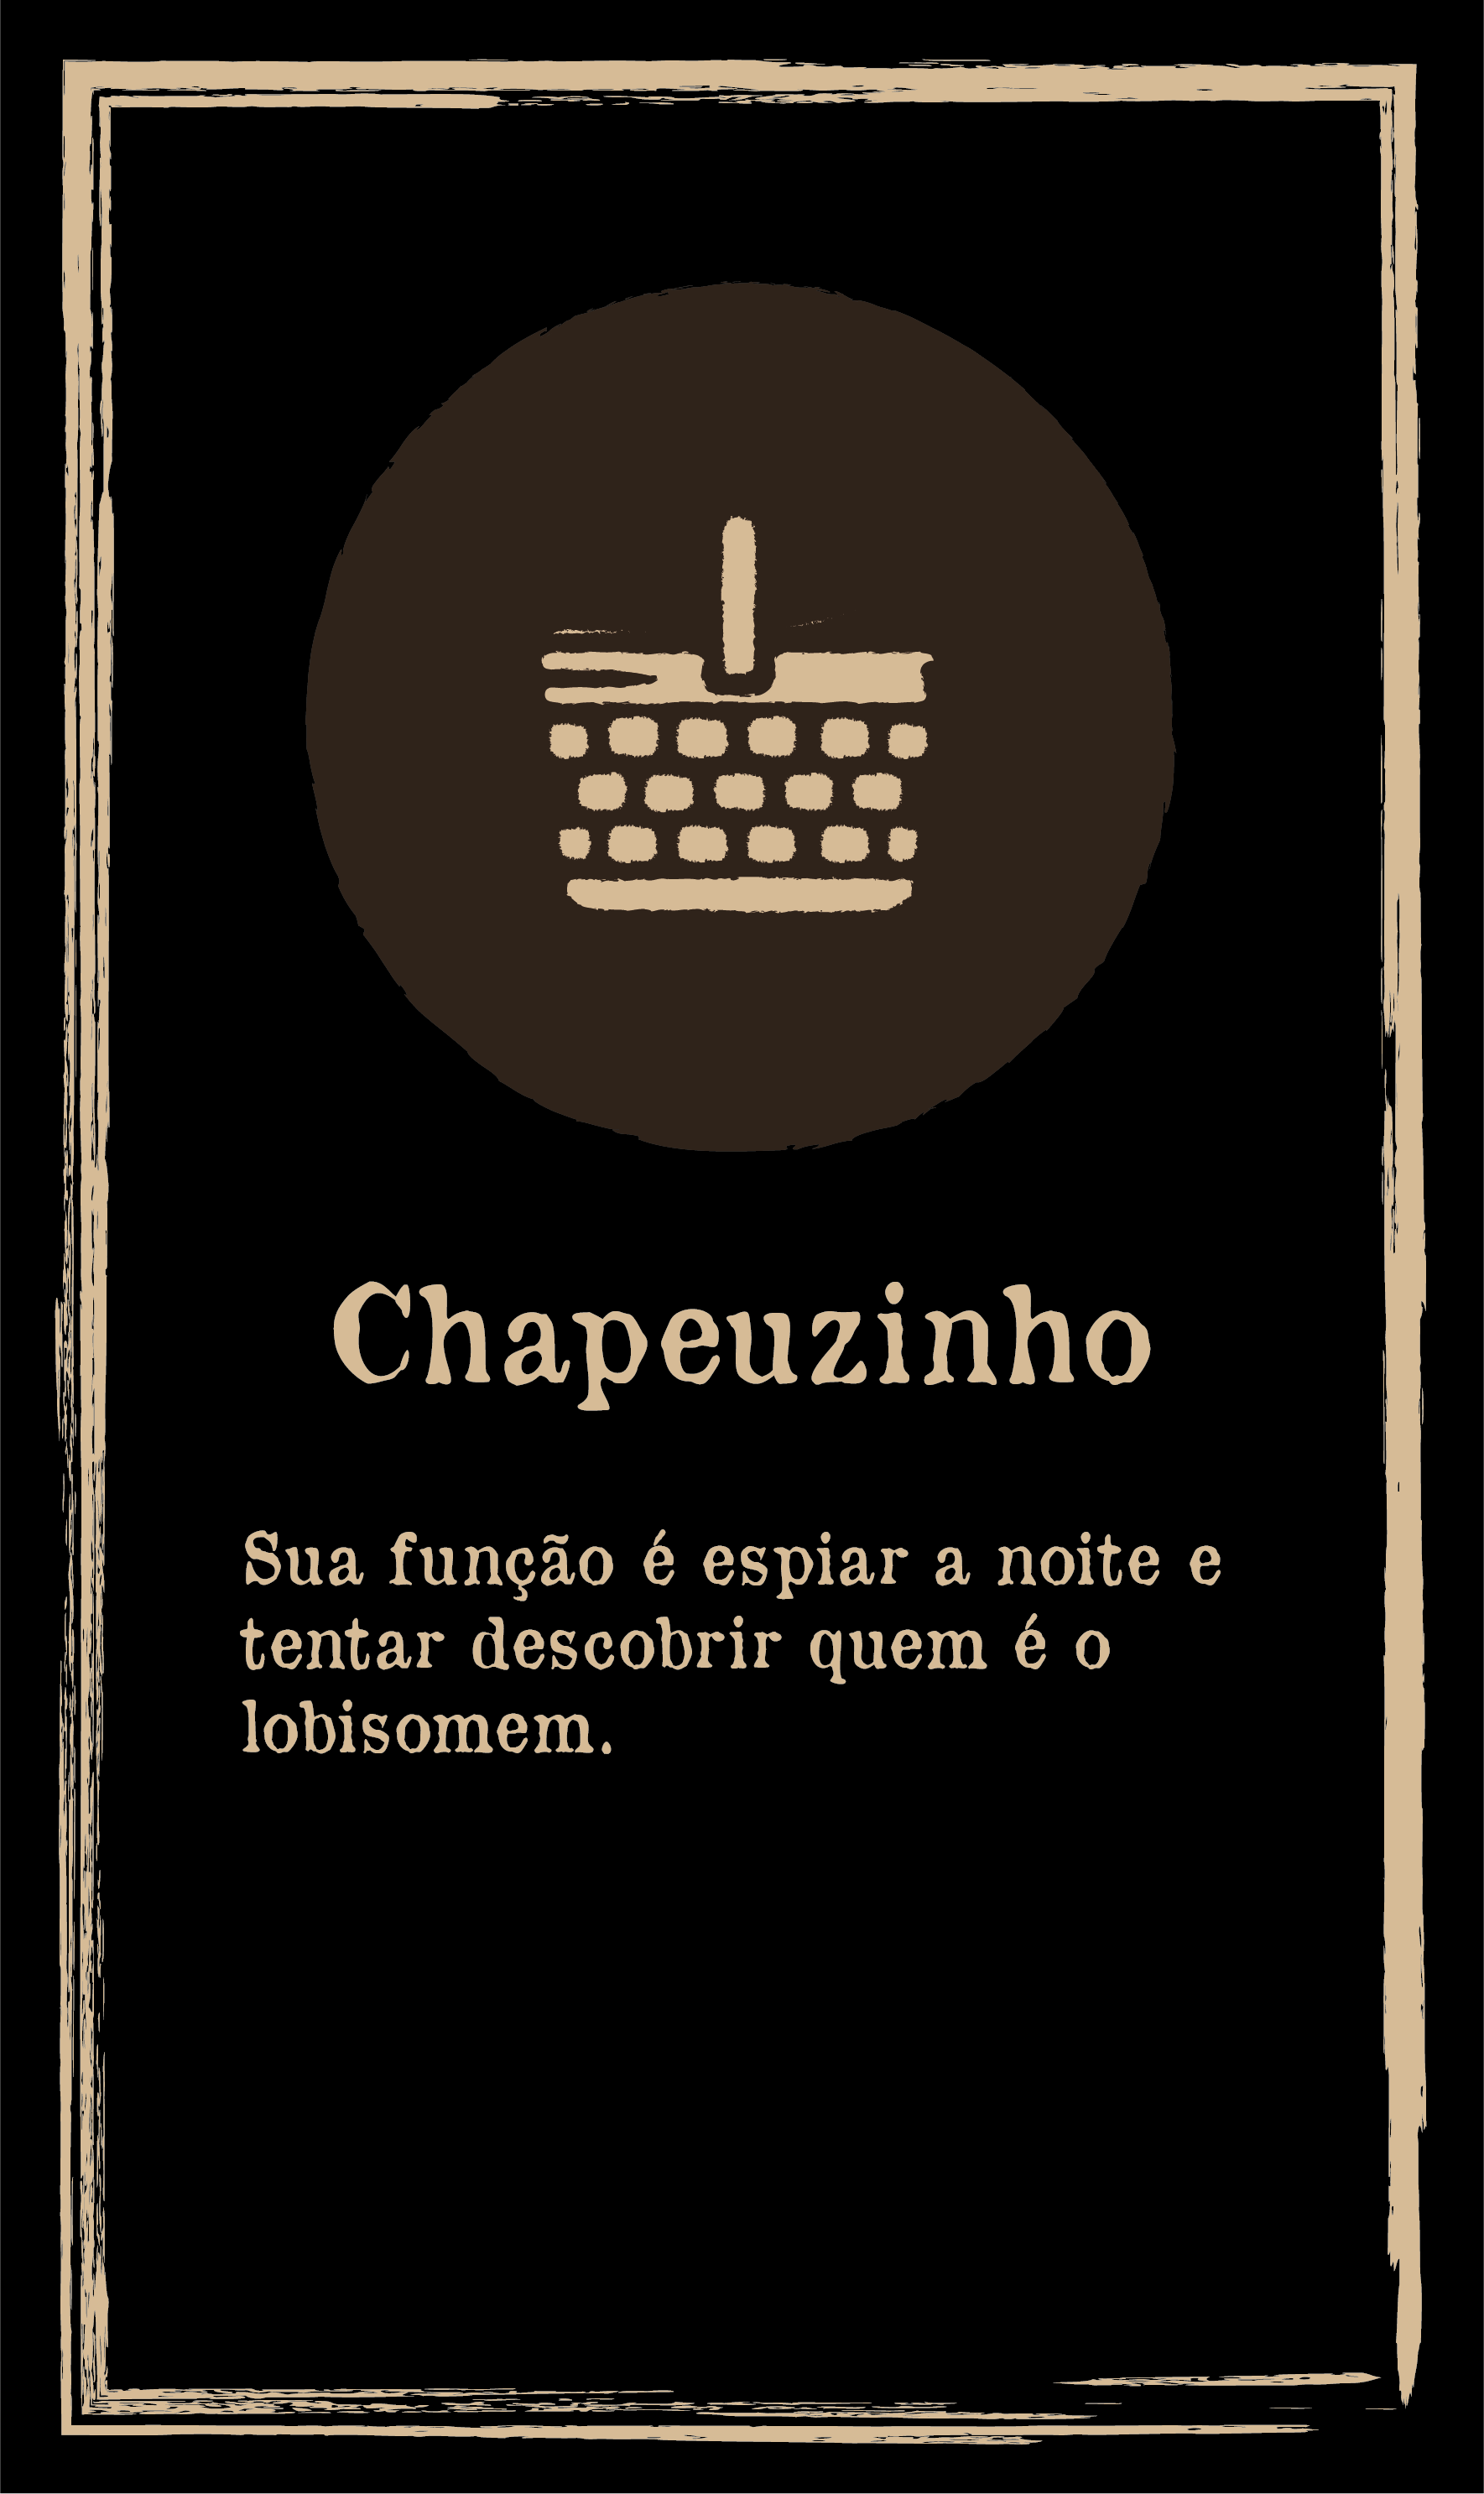 Chapeuzinho
Sua função é espiar a noite e
tentar descobrir quem é o
lobisomem.